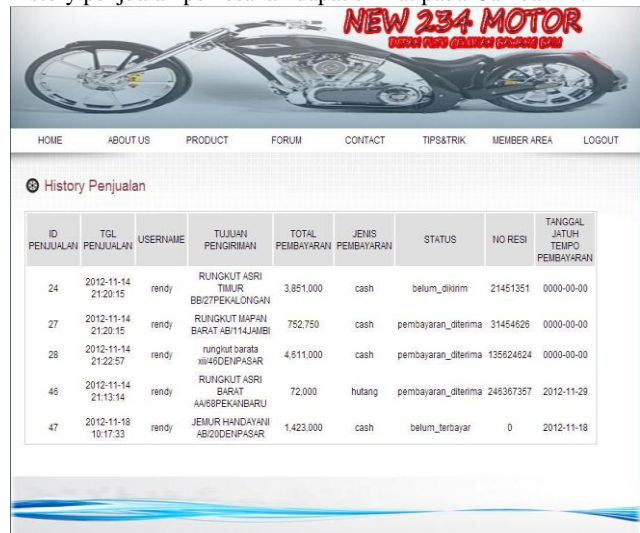 NEW 234 MOTOR
HOME ABOUT US PRODUCT FORUM CONTACT TIPS&TRIK MEMBER AREA LOGOUT
History Penjualan
ID PENJUALAN TGL PENJUALAN USERNAME TUJUAN PENGIRIMAN TOTAL PEMBAYARAN JENIS PEMBAYARAN STATUS NO RESI TANGGAL JATUH TEMPO PEMBAYARAN
24 2012-11-14 21:20:15 rendy RUNGKUT ASRI TIMUR BB/27PEKALONGAN 3,851,000 cash belum_dikirim 21451351 0000-00-00
27 2012-11-14 21:20:15 rendy RUNGKUT MAPAN BARAT AB/114JAMBI 752,750 cash pembayaran_diterima 31454626 0000-00-00
28 2012-11-14 21:22:57 rendy rungkut barata xii/46DENPASAR 4,611,000 cash pembayaran_diterima 135624624 0000-00-00
46 2012-11-14 21:13:14 rendy RUNGKUT ASRI BARAT AA/68PEKANBARU 72,000 hutang pembayaran_diterima 246367357 2012-11-29
47 2012-11-18 10:17:33 rendy JEMUR HANDAYANI AB/20DENPASAR 1,423,000 cash belum_terbayar 0 2012-11-18